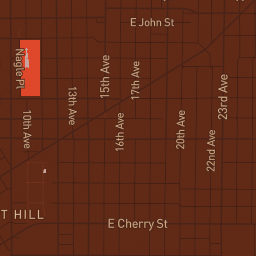 E John St
Nagle Pl
15th Ave
17th Ave
23rd Ave
13th Ave
10th Ave
16th Ave
20th Ave
22nd Ave
T HILL
E Cherry St